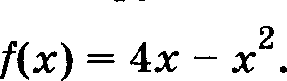 f(x) = 4x − x².